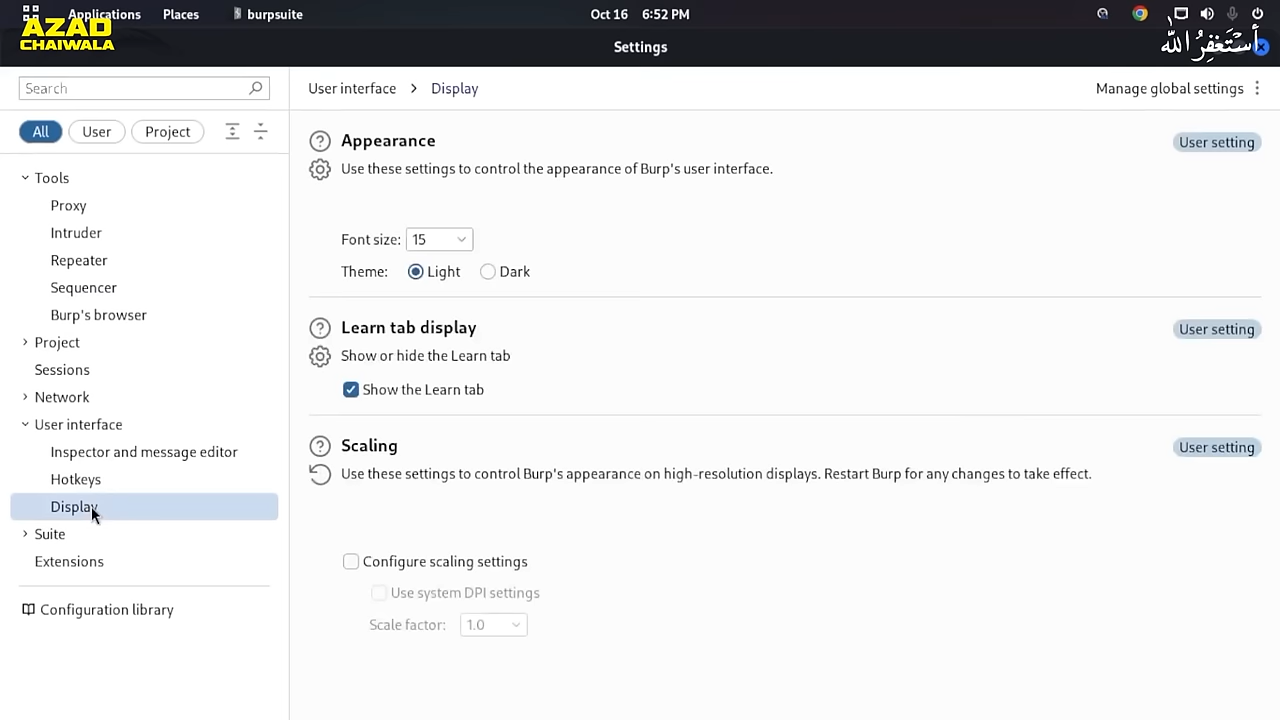 Applications Places burpsuite Oct 16 6:52 PM
AZAD
CHAIWALA
Settings
أستغفر الله
Search
User interface > Display
Manage global settings
All User Project
Tools
Proxy
Intruder
Repeater
Sequencer
Burp's browser
Project
Sessions
Network
User interface
Inspector and message editor
Hotkeys
Display
Suite
Extensions
Configuration library
Appearance
User setting
Use these settings to control the appearance of Burp's user interface.
Font size: 15
Theme: Light Dark
Learn tab display
User setting
Show or hide the Learn tab
Show the Learn tab
Scaling
User setting
Use these settings to control Burp's appearance on high-resolution displays. Restart Burp for any changes to take effect.
Configure scaling settings
Use system DPI settings
Scale factor: 1.0